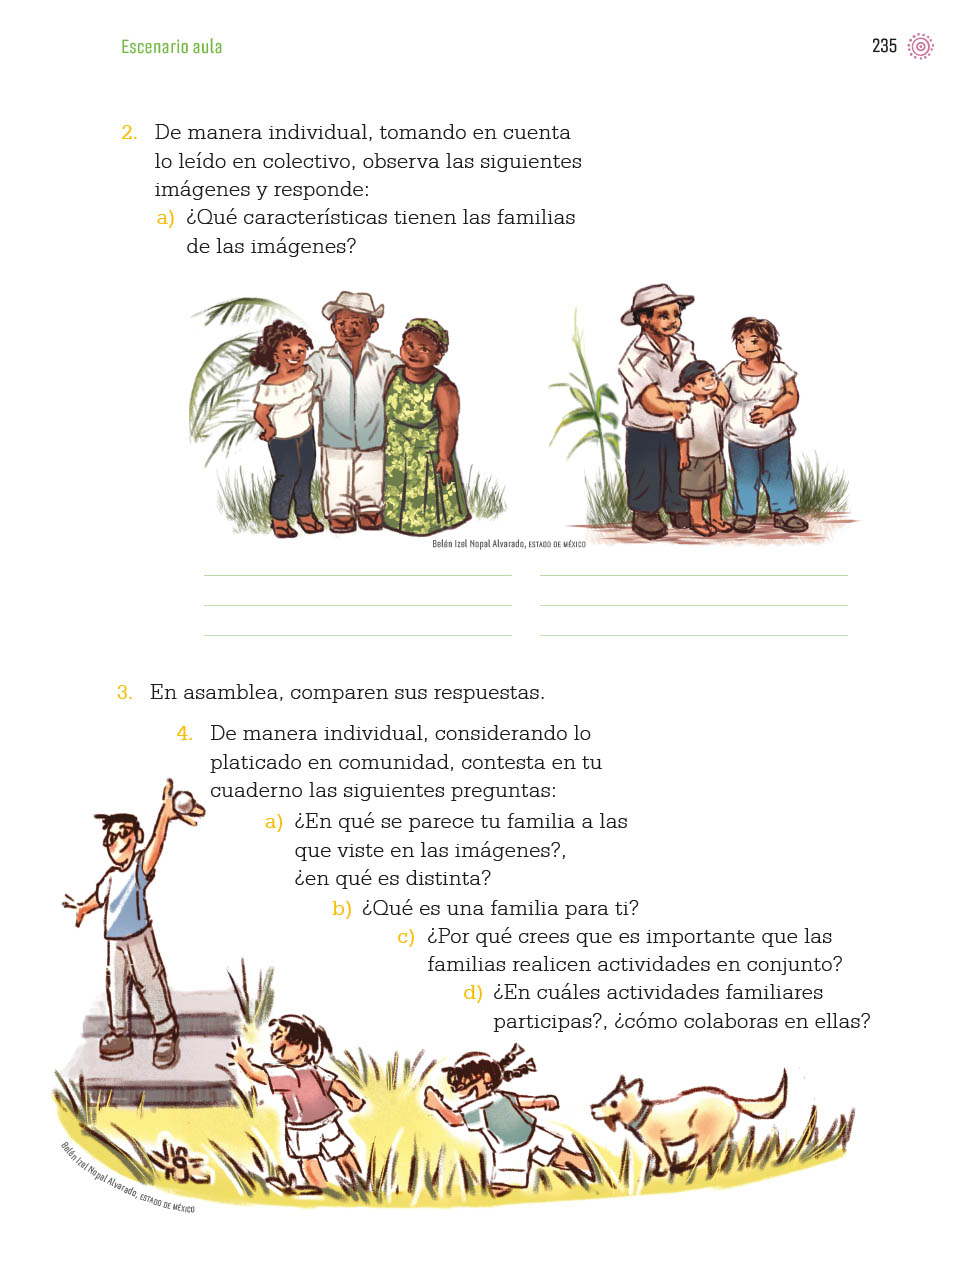 Escenario aula
235
2. De manera individual, tomando en cuenta
lo leído en colectivo, observa las siguientes
imágenes y responde:
a) ¿Qué características tienen las familias
de las imágenes?
Belén Izel Nopal Alvarado, ESTADO DE MÉXICO
3. En asamblea, comparen sus respuestas.
4. De manera individual, considerando lo
platicado en comunidad, contesta en tu
cuaderno las siguientes preguntas:
a) ¿En qué se parece tu familia a las
que viste en las imágenes?,
¿en qué es distinta?
b) ¿Qué es una familia para ti?
c) ¿Por qué crees que es importante que las
familias realicen actividades en conjunto?
d) ¿En cuáles actividades familiares
participas?, ¿cómo colaboras en ellas?
Belén Izel Nopal Alvarado, ESTADO DE MÉXICO